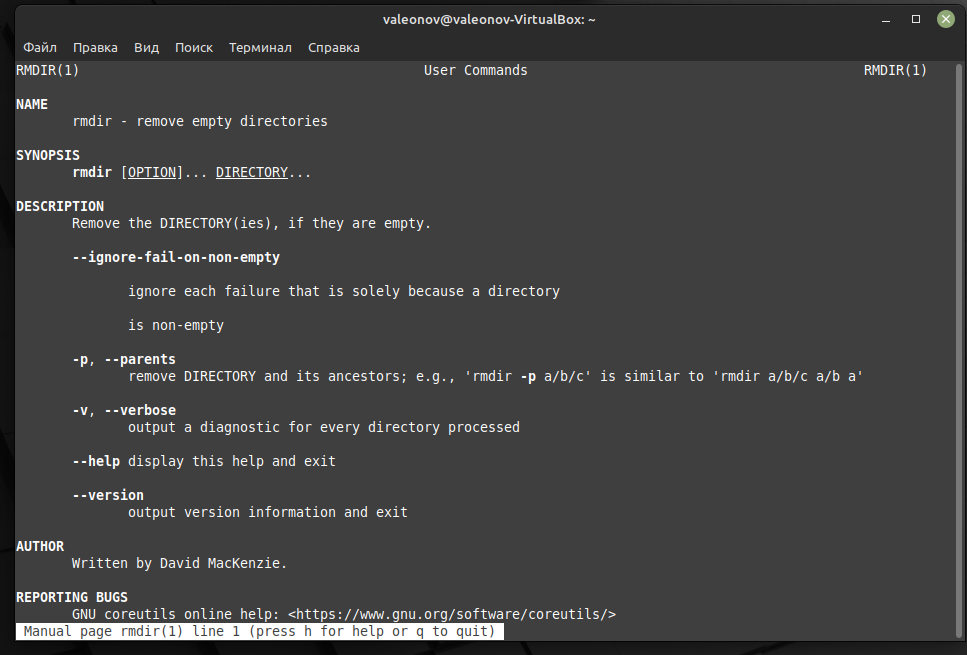 valeonov@valeonov-VirtualBox: ~
Файл Правка Вид Поиск Терминал Справка
RMDIR(1) User Commands RMDIR(1)
NAME
rmdir - remove empty directories
SYNOPSIS
rmdir [OPTION]... DIRECTORY...
DESCRIPTION
Remove the DIRECTORY(ies), if they are empty.
--ignore-fail-on-non-empty
ignore each failure that is solely because a directory
is non-empty
-p, --parents
remove DIRECTORY and its ancestors; e.g., 'rmdir -p a/b/c' is similar to 'rmdir a/b/c a/b a'
-v, --verbose
output a diagnostic for every directory processed
--help display this help and exit
--version
output version information and exit
AUTHOR
Written by David MacKenzie.
REPORTING BUGS
GNU coreutils online help: <https://www.gnu.org/software/coreutils/>
Manual page rmdir(1) line 1 (press h for help or q to quit)